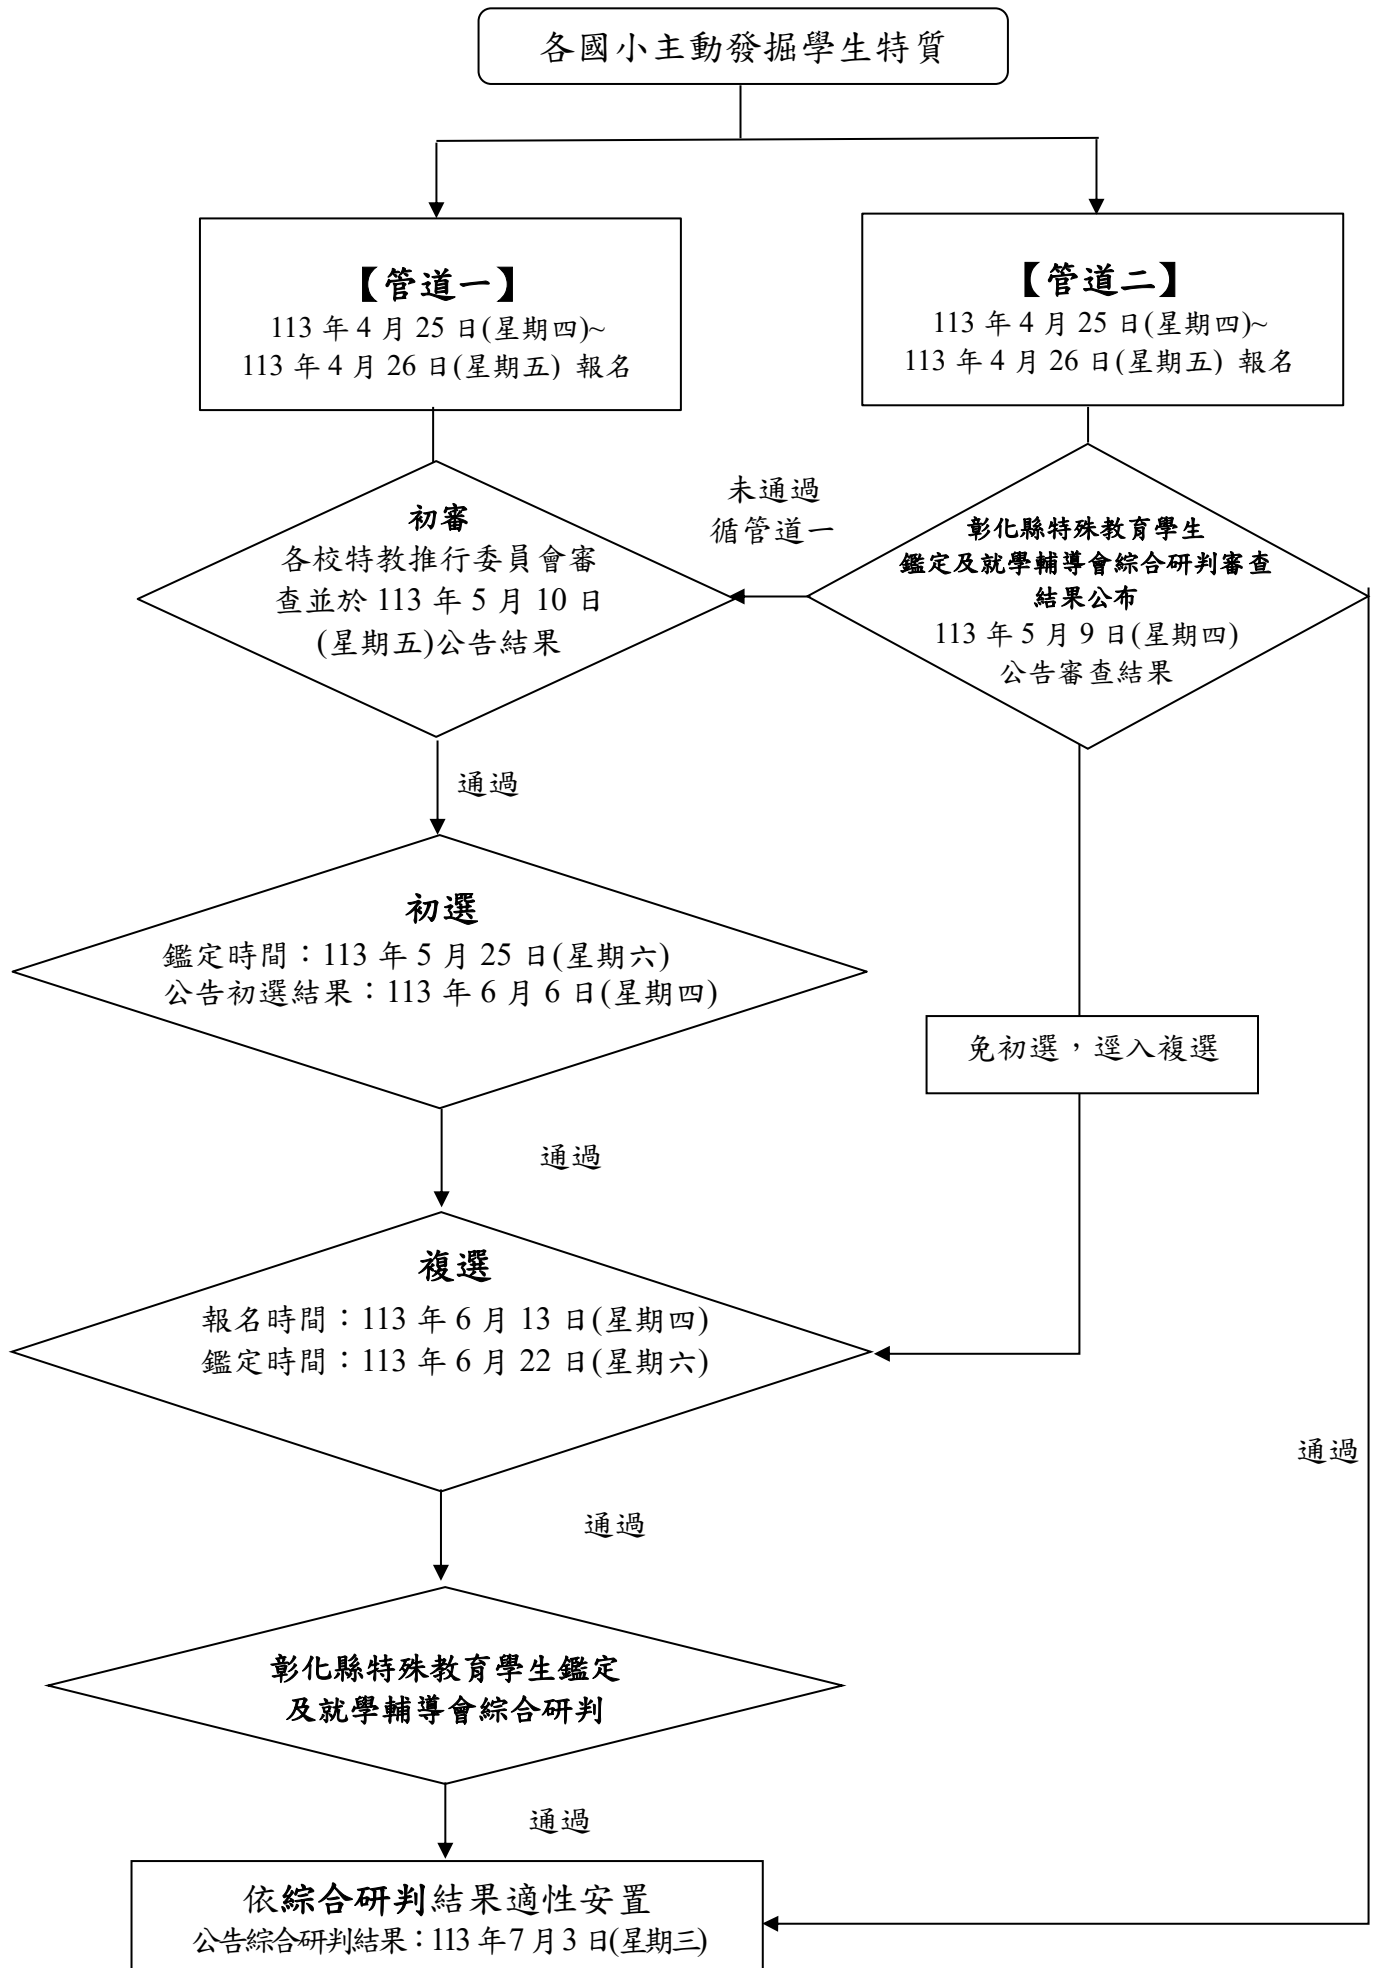 各國小主動發掘學生特質
【管道一】
113 年 4 月 25 日(星期四)~
113 年 4 月 26 日(星期五) 報名
【管道二】
113 年 4 月 25 日(星期四)~
113 年 4 月 26 日(星期五) 報名
初審
各校特教推行委員會審
查並於 113 年 5 月 10 日
(星期五)公告結果
未通過
循管道一
彰化縣特殊教育學生
鑑定及就學輔導會綜合研判審查
結果公布
113 年 5 月 9 日(星期四)
公告審查結果
通過
初選
鑑定時間：113 年 5 月 25 日(星期六)
公告初選結果：113 年 6 月 6 日(星期四)
免初選，逕入複選
通過
複選
報名時間：113 年 6 月 13 日(星期四)
鑑定時間：113 年 6 月 22 日(星期六)
通過
通過
彰化縣特殊教育學生鑑定
及就學輔導會綜合研判
通過
依綜合研判結果適性安置
公告綜合研判結果：113 年 7 月 3 日(星期三)